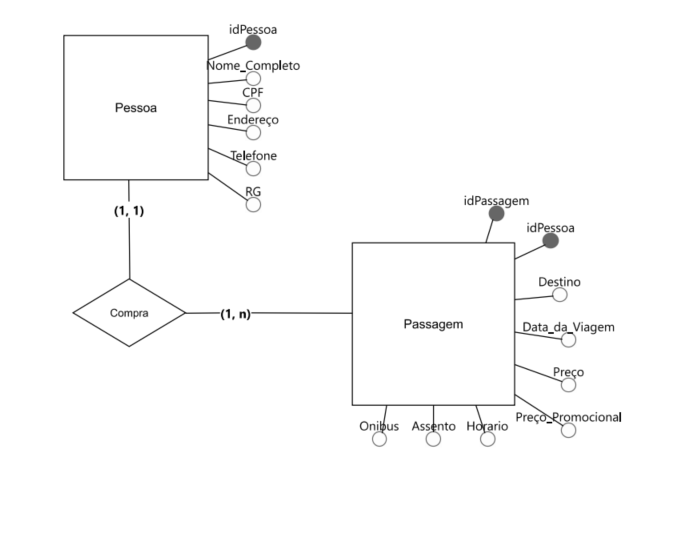 idPessoa
Nome_Completo
CPF
Endereço
Telefone
RG
Pessoa
(1, 1)
Compra
(1, n)
Passagem
idPassagem
idPessoa
Destino
Data_da_Viagem
Preço
Preço_Promocional
Onibus
Assento
Horario